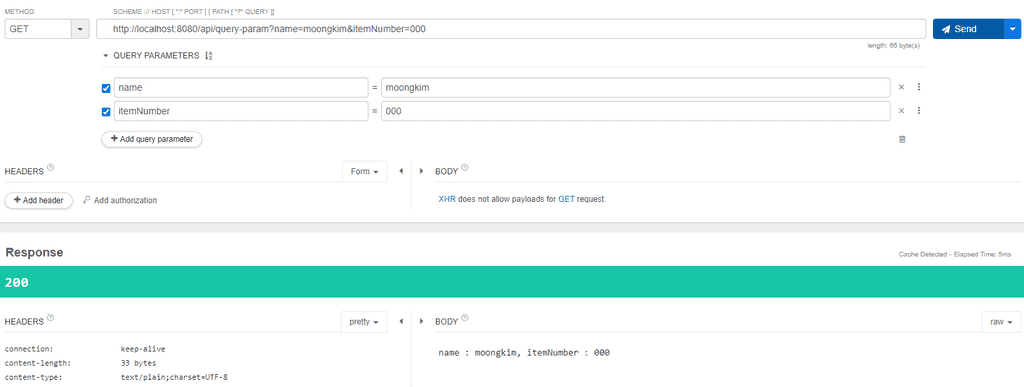 METHOD SCHEME :// HOST [ ":" PORT ] [ PATH [ "?" QUERY ]]
GET http://localhost:8080/api/query-param?name=moongkim&itemNumber=000 Send
length: 66 byte(s)
QUERY PARAMETERS
name = moongkim
itemNumber = 000
+ Add query parameter
HEADERS ? Form BODY ?
+ Add header Add authorization XHR does not allow payloads for GET request.
Response Cache Detected - Elapsed Time: 5ms
200
HEADERS ? pretty BODY ? raw
connection: keep-alive name : moongkim, itemNumber : 000
content-length: 33 bytes
content-type: text/plain;charset=UTF-8